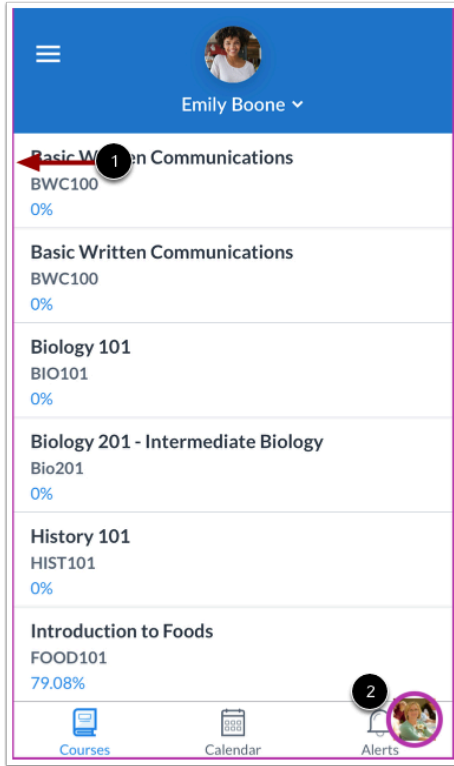 Emily Boone
Basic Written Communications
1
BWC100
0%
Basic Written Communications
BWC100
0%
Biology 101
BIO101
0%
Biology 201 - Intermediate Biology
Bio201
0%
History 101
HIST101
0%
Introduction to Foods
FOOD101
79.08%
2
Courses
Calendar
Alerts